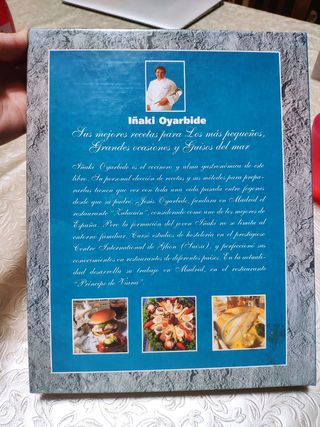 Iñaki Oyarbide
Sus mejores recetas para Los más pequeños,
Grandes ocasiones y Guisos del mar
Iñaki Oyarbide es el cocinero y alma gastronómica de este
libro. Su personal elección de recetas y sus métodos para prepa-
rarlas tienen que ver con toda una vida pasada entre fogones
desde que su padre, Jesús Oyarbide, fundara en Madrid el
restaurante "Zalacaín", considerado como uno de los mejores de
España. Pero la formación del joven Iñaki no se limita al
entorno familiar. Cursó estudios de hostelería en el prestigioso
Centre International de Glion (Suiza), y perfeccionó sus
conocimientos en restaurantes de diferentes países. En la actuali-
dad desarrolla su trabajo en Madrid, en el restaurante
"Príncipe de Viana".